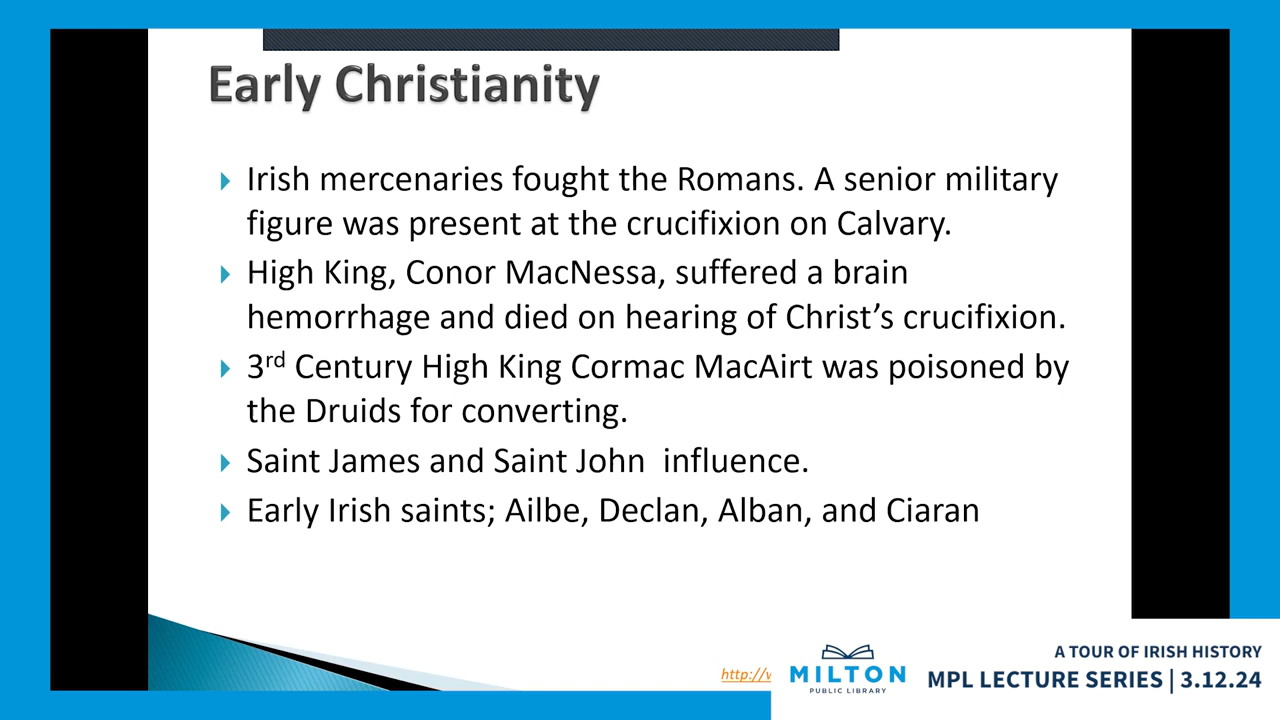 Early Christianity
Irish mercenaries fought the Romans. A senior military
figure was present at the crucifixion on Calvary.
High King, Conor MacNessa, suffered a brain
hemorrhage and died on hearing of Christ’s crucifixion.
3rd Century High King Cormac MacAirt was poisoned by
the Druids for converting.
Saint James and Saint John  influence.
Early Irish saints; Ailbe, Declan, Alban, and Ciaran
http://v
MILTON
PUBLIC LIBRARY
A TOUR OF IRISH HISTORY
MPL LECTURE SERIES | 3.12.24